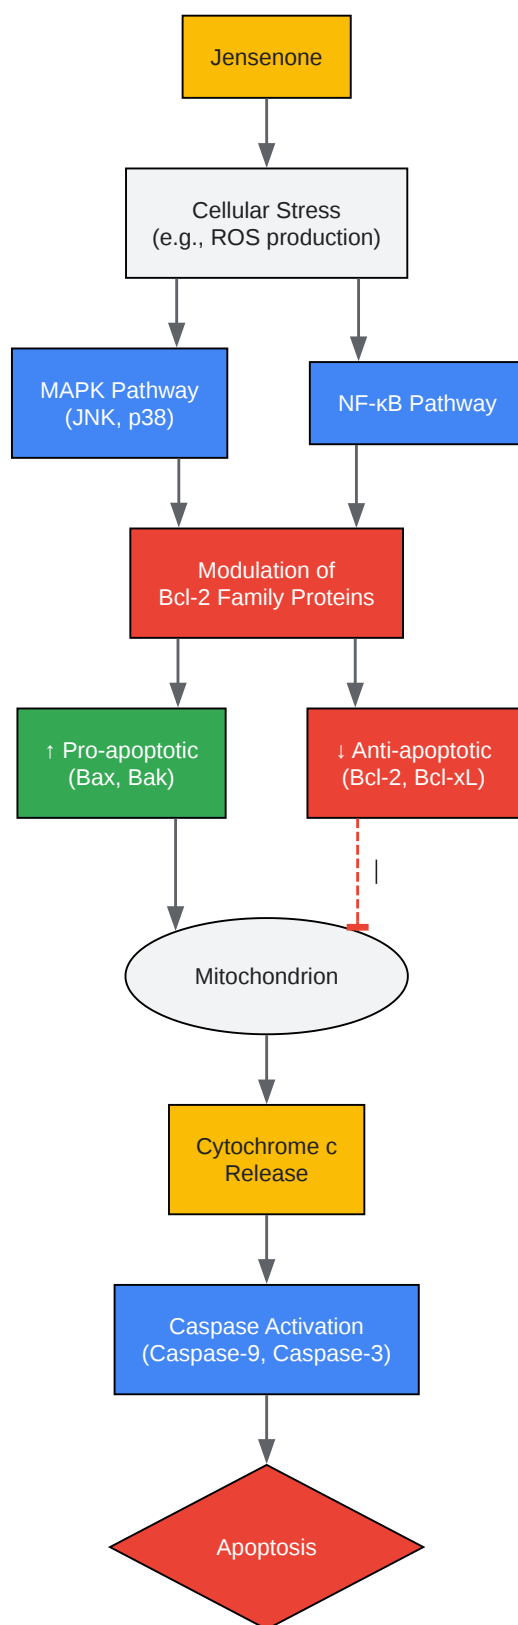 Jensenone
Cellular Stress
(e.g., ROS production)
MAPK Pathway
(JNK, p38)
NF-κB Pathway
Modulation of
Bcl-2 Family Proteins
↑ Pro-apoptotic
(Bax, Bak)
↓ Anti-apoptotic
(Bcl-2, Bcl-xL)
|
Mitochondrion
Cytochrome c
Release
Caspase Activation
(Caspase-9, Caspase-3)
Apoptosis